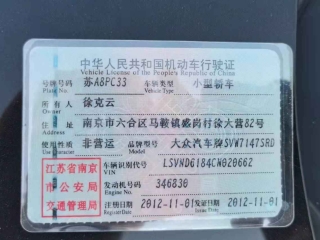 中华人民共和国机动车行驶证
Vehicle License of the People's Republic of China
号牌号码 苏A8PC33 车辆类型 小型轿车
Plate No. Vehicle Type
所有人 徐克云
Owner
住址 南京市六合区马鞍镇盛岗村徐大营82号
Address
使用性质 非营运 品牌型号 大众汽车牌SVW7147SRD
Use Character Model
江苏省南京
市公安局
交通管理局
车辆识别代号 LSVND6184CN020662
VIN
发动机号码 346830
Engine No.
注册日期 2012-11-01 发证日期 2012-11-01
Register Date Issue Date